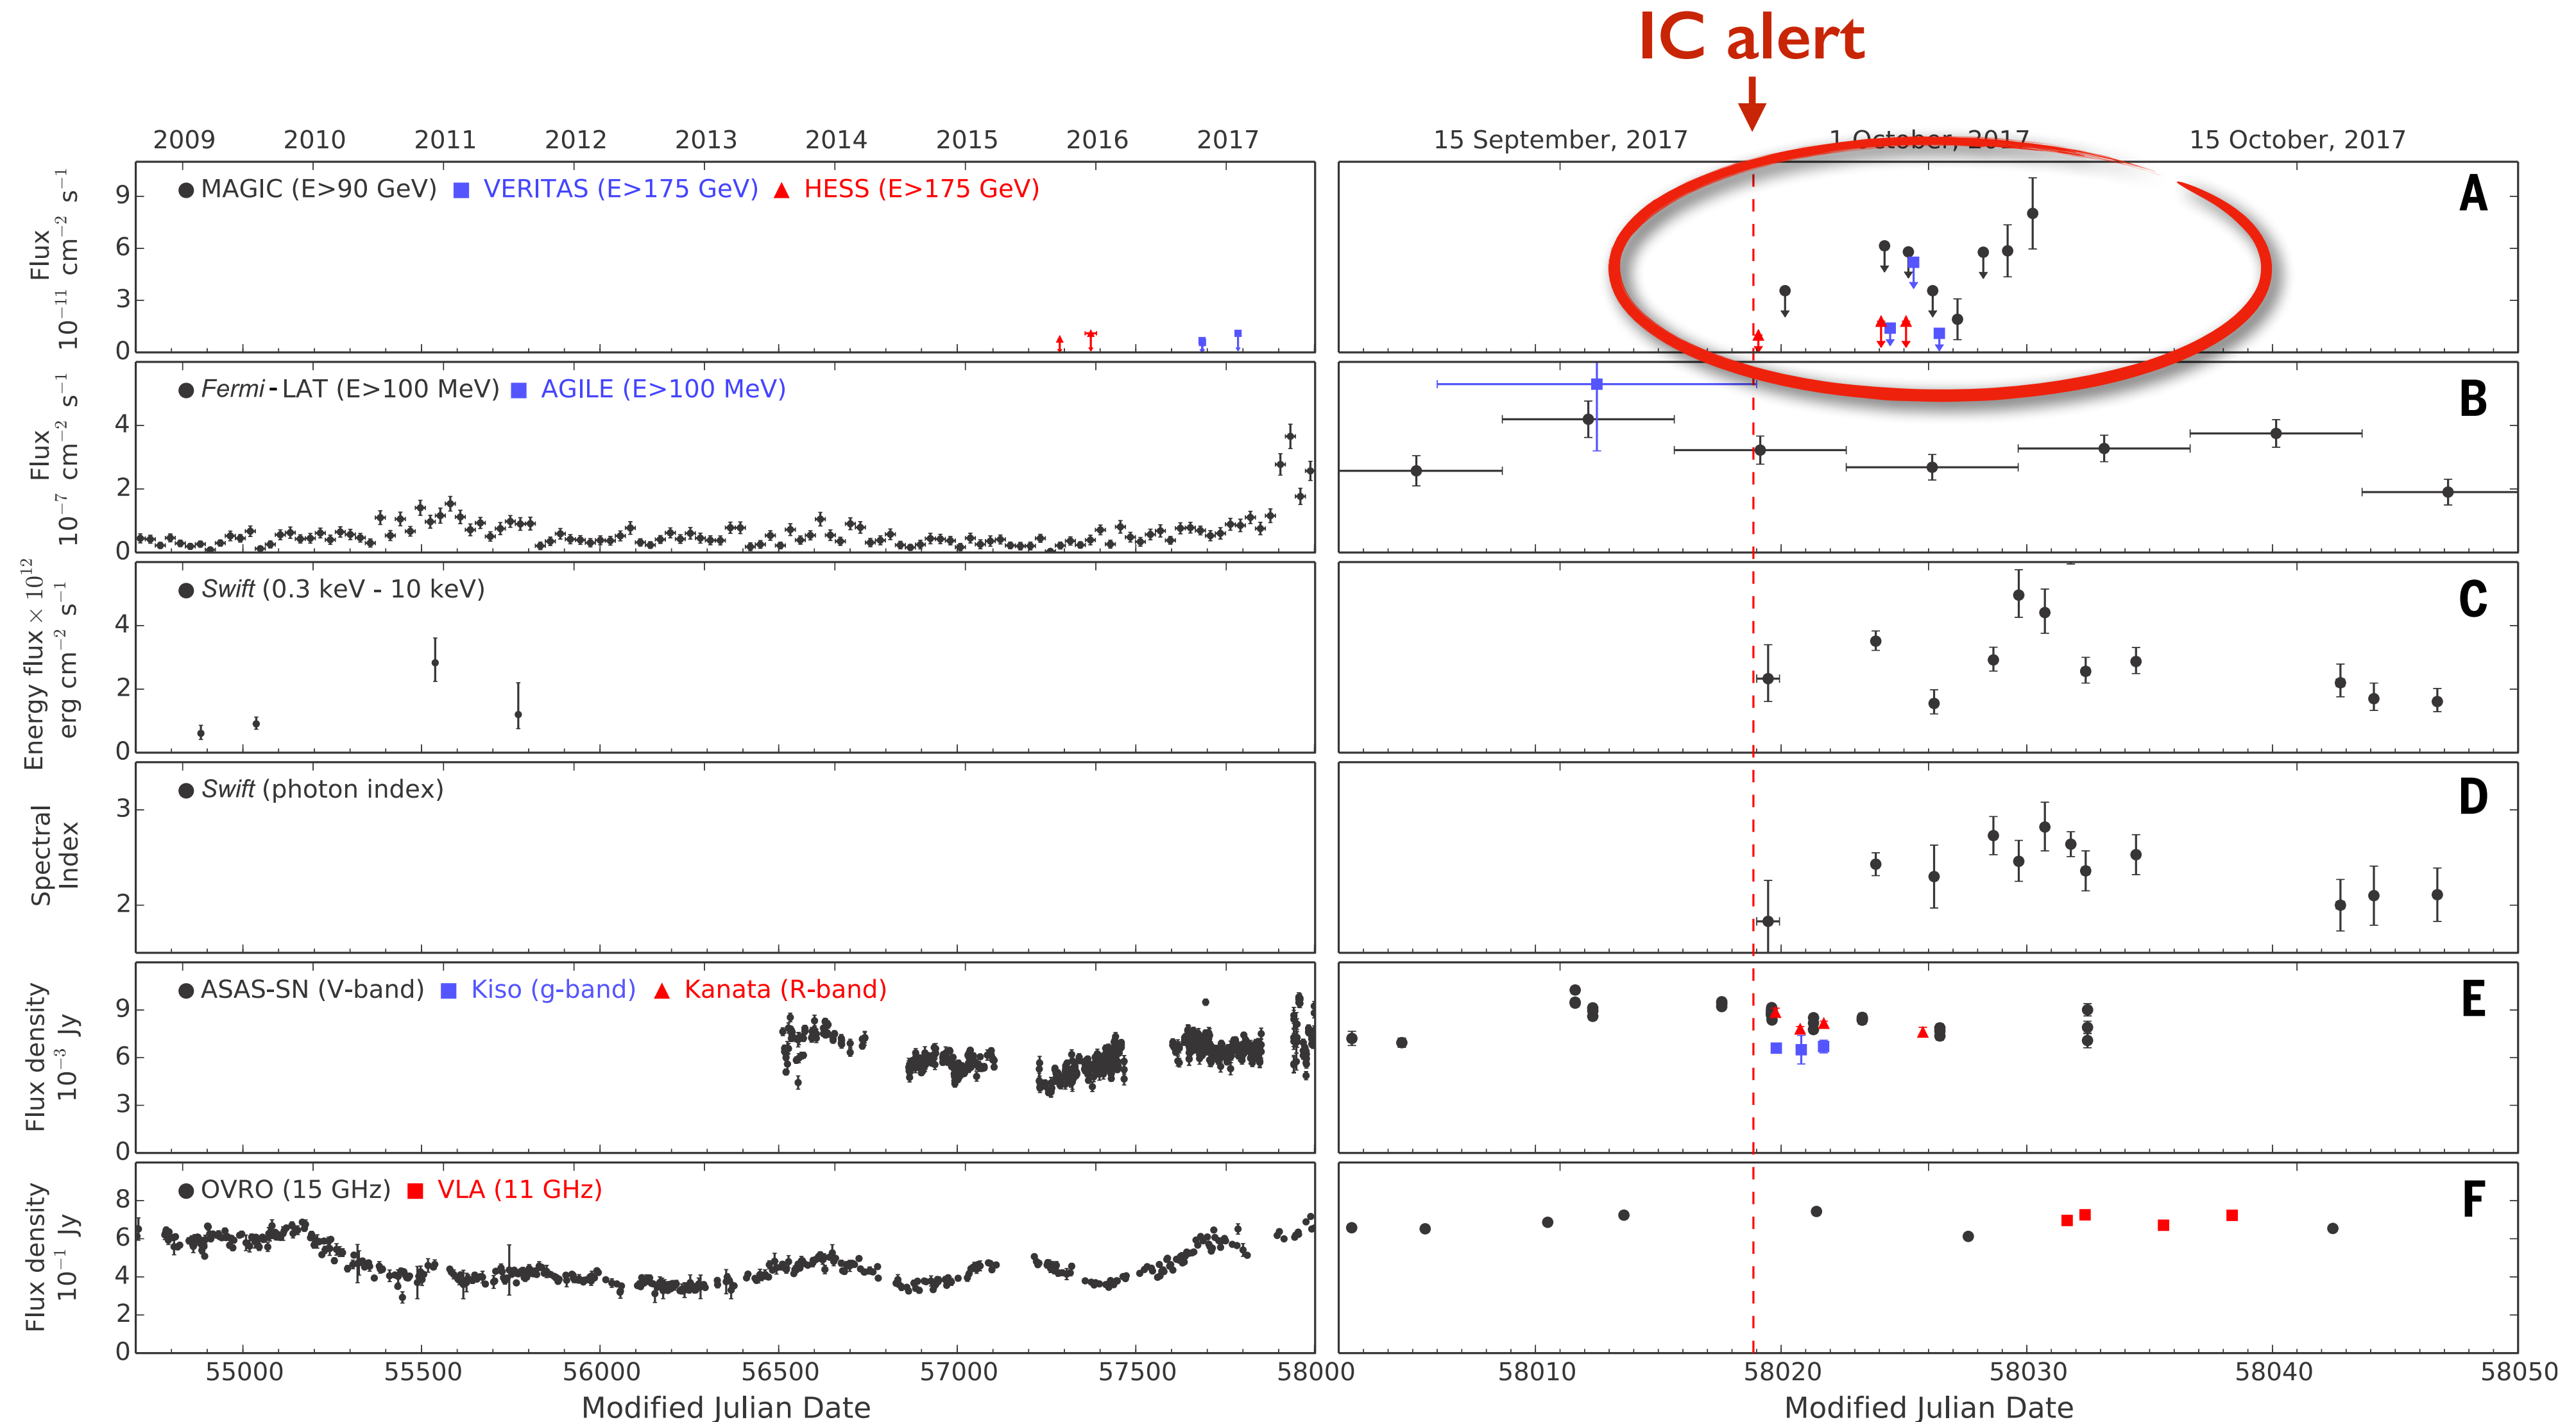 IC alert
2009 2010 2011 2012 2013 2014 2015 2016 2017 15 September, 2017 1 October, 2017 15 October, 2017
MAGIC (E>90 GeV) VERITAS (E>175 GeV) HESS (E>175 GeV)
A
Flux
10−11 cm−2 s−1
9
6
3
0
Fermi-LAT (E>100 MeV) AGILE (E>100 MeV)
B
Flux
10−7 cm−2 s−1
4
2
0
Swift (0.3 keV - 10 keV)
C
Energy flux × 10^12
erg cm−2 s−1
4
2
0
Swift (photon index)
D
Spectral
Index
3
2
ASAS-SN (V-band) Kiso (g-band) Kanata (R-band)
E
Flux density
10−3 Jy
9
6
3
0
OVRO (15 GHz) VLA (11 GHz)
F
Flux density
10−1 Jy
8
6
4
2
0
55000 55500 56000 56500 57000 57500 58000 58010 58020 58030 58040 58050
Modified Julian Date Modified Julian Date